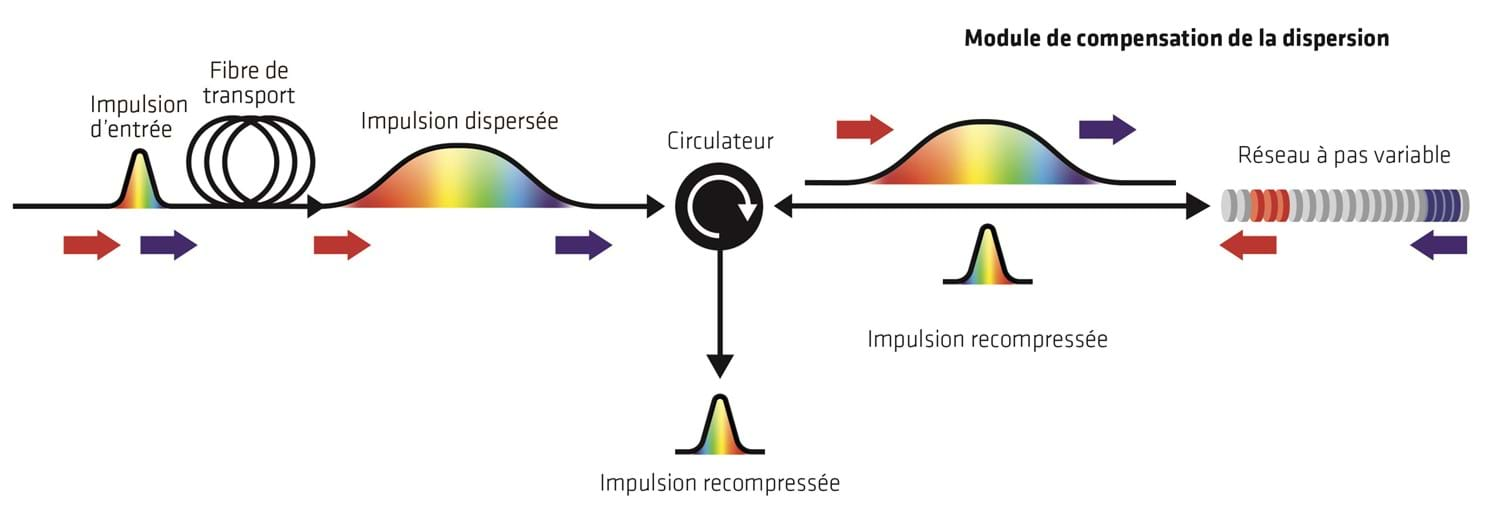 Module de compensation de la dispersion
Fibre de
transport
Impulsion
d'entrée
Impulsion dispersée
Circulateur
Réseau à pas variable
Impulsion recompressée
Impulsion recompressée